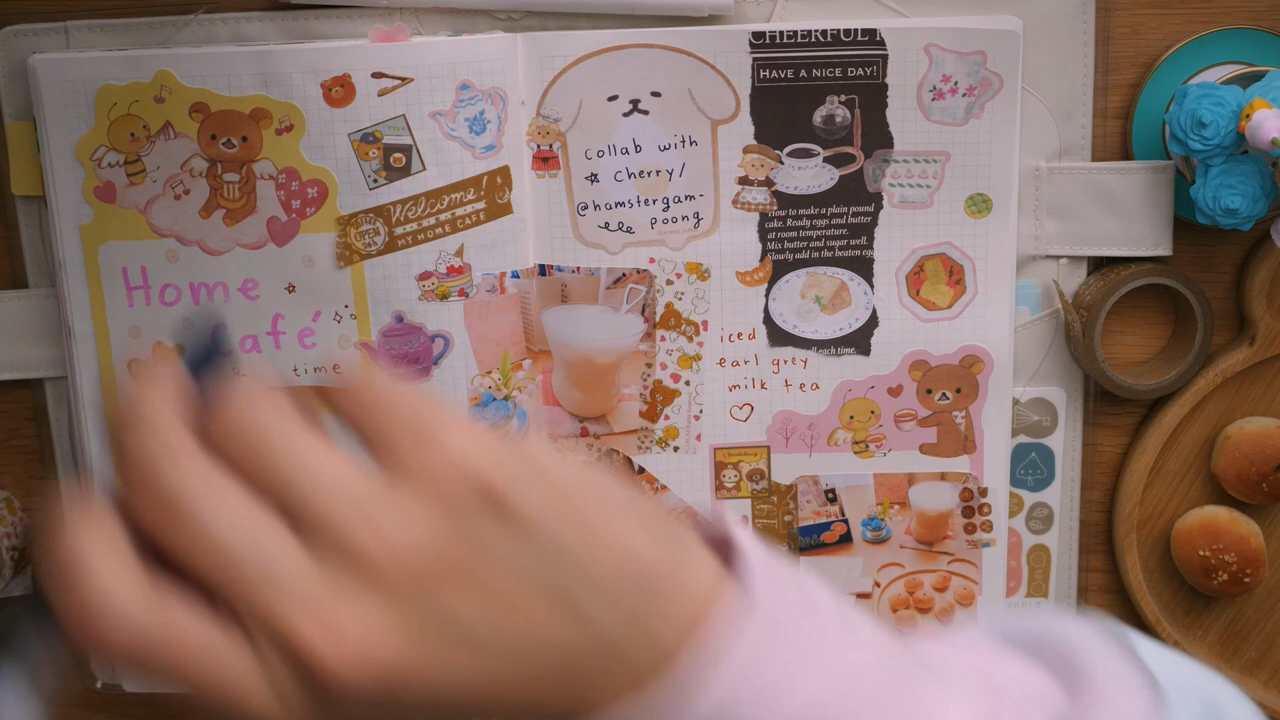 Home
afé
time
Welcome!
OPEN
MY HOME CAFE
collab with
☆ cherry/
@hamstergam-
poong
CHEERFUL
HAVE A NICE DAY!
How to make a plain pound
cake. Ready eggs and butter
at room temperature.
Mix butter and sugar well.
Slowly add in the beaten egg
each time.
iced
earl grey
milk tea